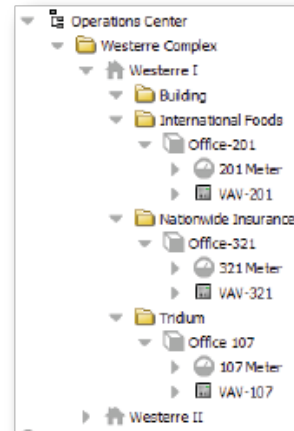 Operations Center
Westerre Complex
Westerre I
Building
International Foods
Office-201
201 Meter
VAV-201
Nationwide Insurance
Office-321
321 Meter
VAV-321
Tridium
Office 107
107 Meter
VAV-107
Westerre II